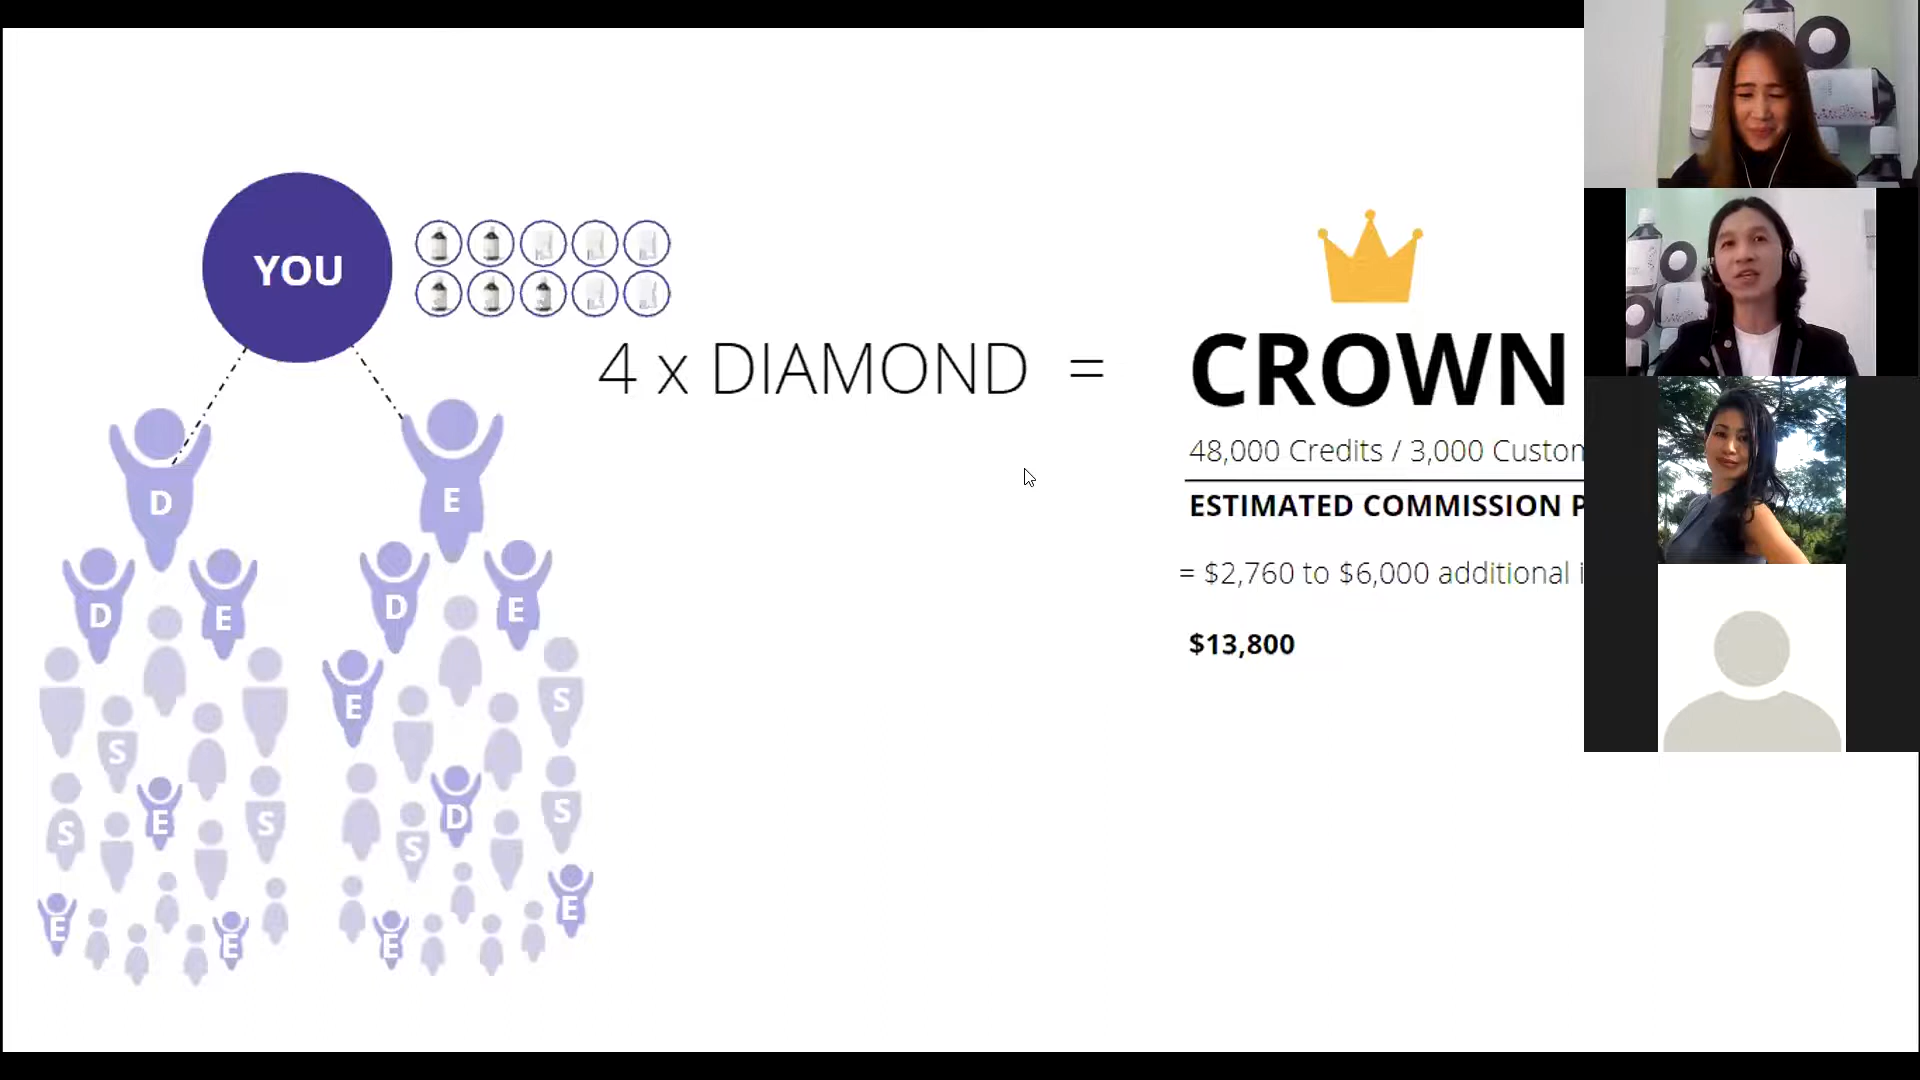 YOU
4 x DIAMOND =
CROWN
48,000 Credits / 3,000
ESTIMATED COMMISSION
= $2,760 to $6,000 additional
$13,800
D
E
D
E
D
E
E
S
S
S
E
S
S
D
S
E
E
E
E